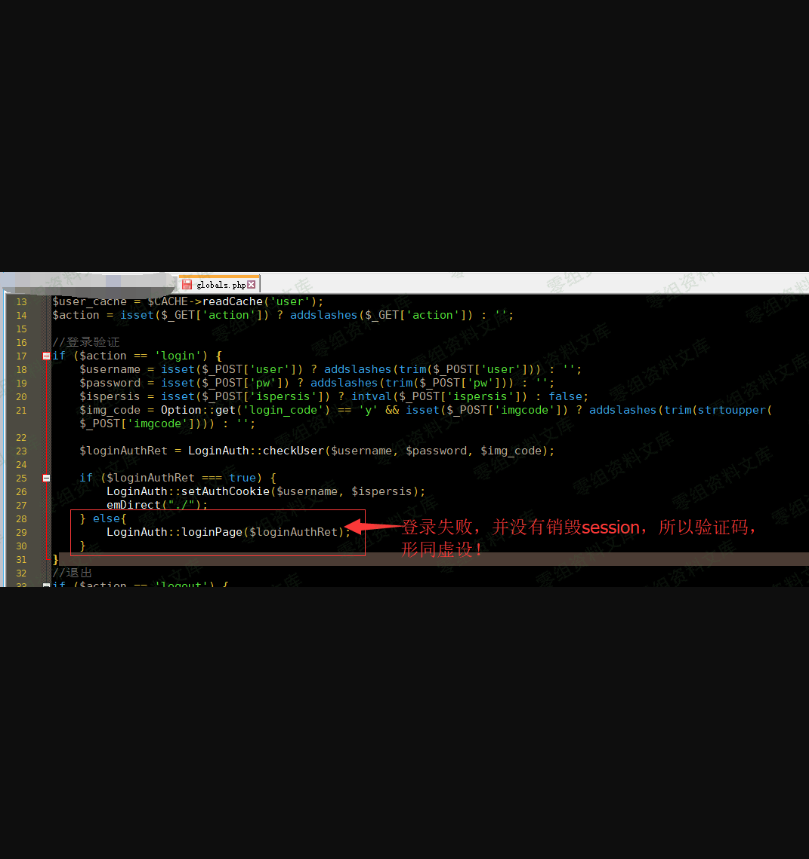 globals.php
13 $user_cache = $CACHE->readCache('user');
14 $action = isset($_GET['action']) ? addslashes($_GET['action']) : '';
15
16 //登录验证
17 if ($action == 'login') {
18 $username = isset($_POST['user']) ? addslashes(trim($_POST['user'])) : '';
19 $password = isset($_POST['pw']) ? addslashes(trim($_POST['pw'])) : '';
20 $ispersis = isset($_POST['ispersis']) ? intval($_POST['ispersis']) : false;
21 $img_code = Option::get('login_code') == 'y' && isset($_POST['imgcode']) ? addslashes(trim(strtoupper(
$_POST['imgcode']))) : '';
22
23 $loginAuthRet = LoginAuth::checkUser($username, $password, $img_code);
24
25 if ($loginAuthRet === true) {
26 LoginAuth::setAuthCookie($username, $ispersis);
27 emDirect("./");
28 } else{
29 LoginAuth::loginPage($loginAuthRet);
30 }
31 }
登录失败，并没有销毁session，所以验证码，
形同虚设！
32 //退出
33 if ($action == 'logout') {
零组资料文库